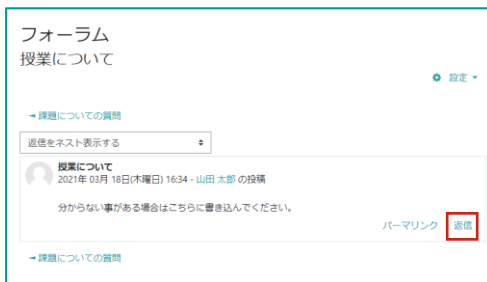 フォーラム
授業について
設定
課題についての質問
返信をネスト表示する
授業について
2021年 03月 18日(木曜日) 16:34 - 山田 太郎 の投稿
分からない事がある場合はこちらに書き込んでください。
パーマリンク 返信
課題についての質問